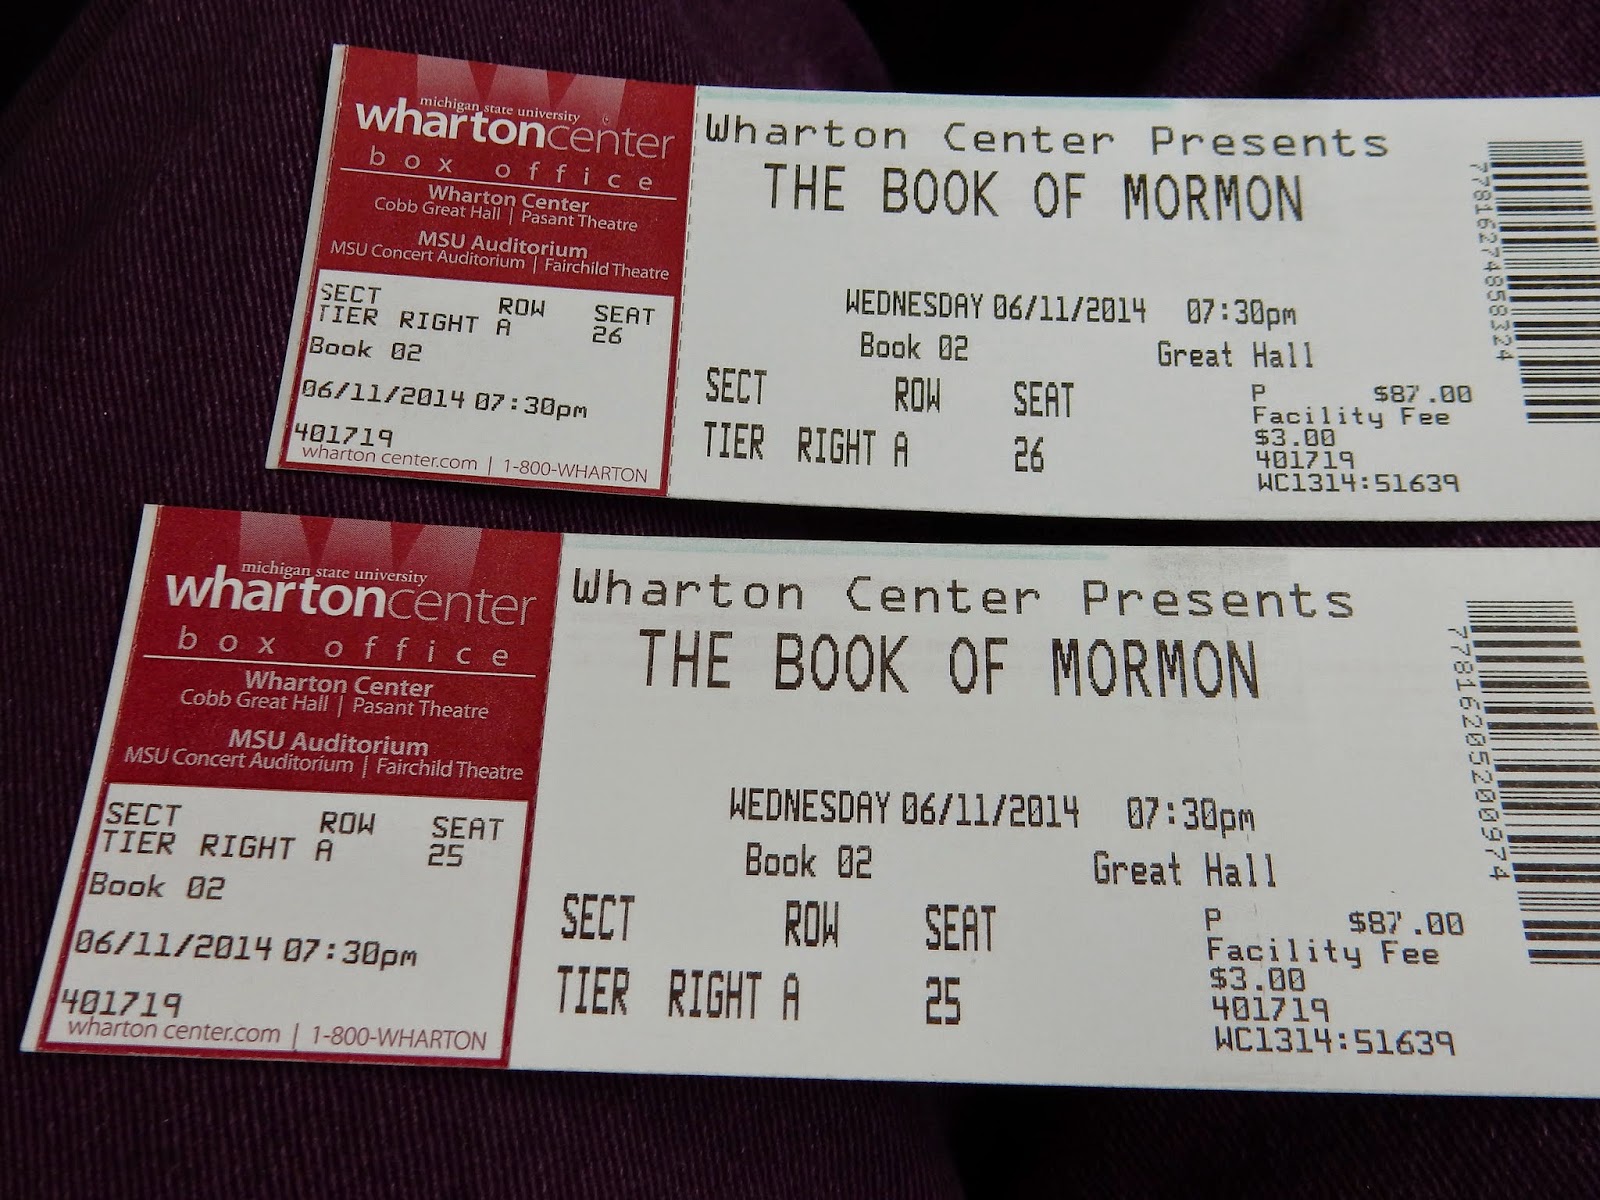 michigan state university
whartoncenter
box office
Wharton Center
Cobb Great Hall | Pasant Theatre
MSU Auditorium
MSU Concert Auditorium | Fairchild Theatre
SECT ROW SEAT
TIER RIGHT A 26
Book 02
06/11/2014 07:30pm
401719
wharton center.com | 1-800-WHARTON
Wharton Center Presents
THE BOOK OF MORMON
WEDNESDAY 06/11/2014 07:30pm
Book 02 Great Hall
SECT ROW SEAT
TIER RIGHT A 26
P $87.00
Facility Fee
$3.00
401719
WC1314:51639
77816274858324
michigan state university
whartoncenter
box office
Wharton Center
Cobb Great Hall | Pasant Theatre
MSU Auditorium
MSU Concert Auditorium | Fairchild Theatre
SECT ROW SEAT
TIER RIGHT A 25
Book 02
06/11/2014 07:30pm
401719
wharton center.com | 1-800-WHARTON
Wharton Center Presents
THE BOOK OF MORMON
WEDNESDAY 06/11/2014 07:30pm
Book 02 Great Hall
SECT ROW SEAT
TIER RIGHT A 25
P $87.00
Facility Fee
$3.00
401719
WC1314:51639
77816205200974